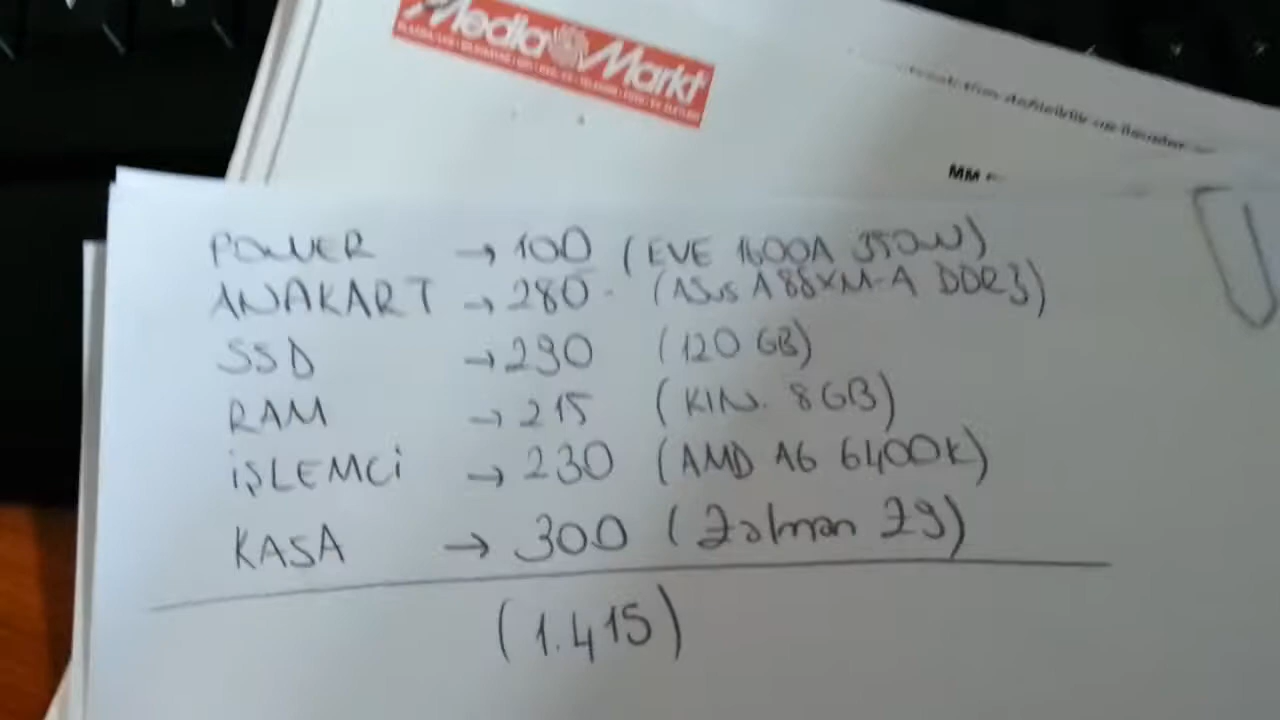 Media Markt
MM
POWER → 100 (EVE 1600A 350W)
ANAKART → 280 (ASUS A88XM-A DDR3)
SSD → 290 (120 GB)
RAM → 215 (KIN. 8GB)
İŞLEMCİ → 230 (AMD A6 6400K)
KASA → 300 (Zalman Z9)
(1.415)